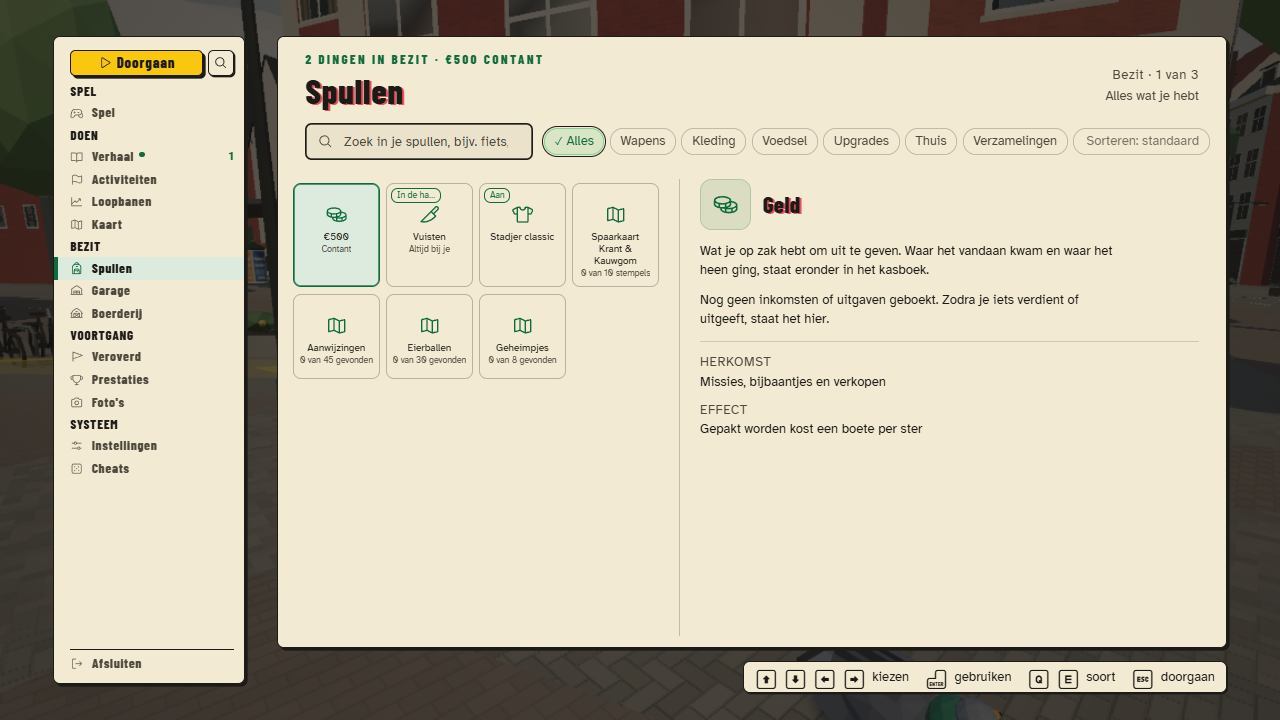 Doorgaan
SPEL
Spel
DOEN
Verhaal 1
Activiteiten
Loopbanen
Kaart
BEZIT
Spullen
Garage
Boerderij
VOORTGANG
Veroverd
Prestaties
Foto's
SYSTEEM
Instellingen
Cheats
Afsluiten
2 DINGEN IN BEZIT · €500 CONTANT
Spullen
Bezit · 1 van 3
Alles wat je hebt
Zoek in je spullen, bijv. fiets,
✓ Alles
Wapens
Kleding
Voedsel
Upgrades
Thuis
Verzamelingen
Sorteren: standaard
€500
Contant
In de ha...
Vuisten
Altijd bij je
Aan
Stadjer classic
Spaarkaart
Krant &
Kauwgom
0 van 10 stempels
Aanwijzingen
0 van 45 gevonden
Eierballen
0 van 30 gevonden
Geheimpjes
0 van 8 gevonden
Geld
Wat je op zak hebt om uit te geven. Waar het vandaan kwam en waar het
heen ging, staat eronder in het kasboek.
Nog geen inkomsten of uitgaven geboekt. Zodra je iets verdient of
uitgeeft, staat het hier.
HERKOMST
Missies, bijbaantjes en verkopen
EFFECT
Gepakt worden kost een boete per ster
kiezen
ENTER gebruiken
Q E soort
ESC doorgaan